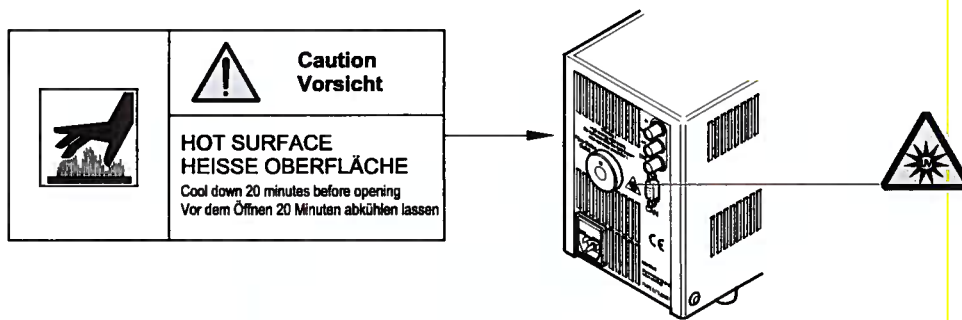 Caution
Vorsicht
HOT SURFACE
HEISSE OBERFLÄCHE
Cool down 20 minutes before opening
Vor dem Öffnen 20 Minuten abkühlen lassen
UV
CE